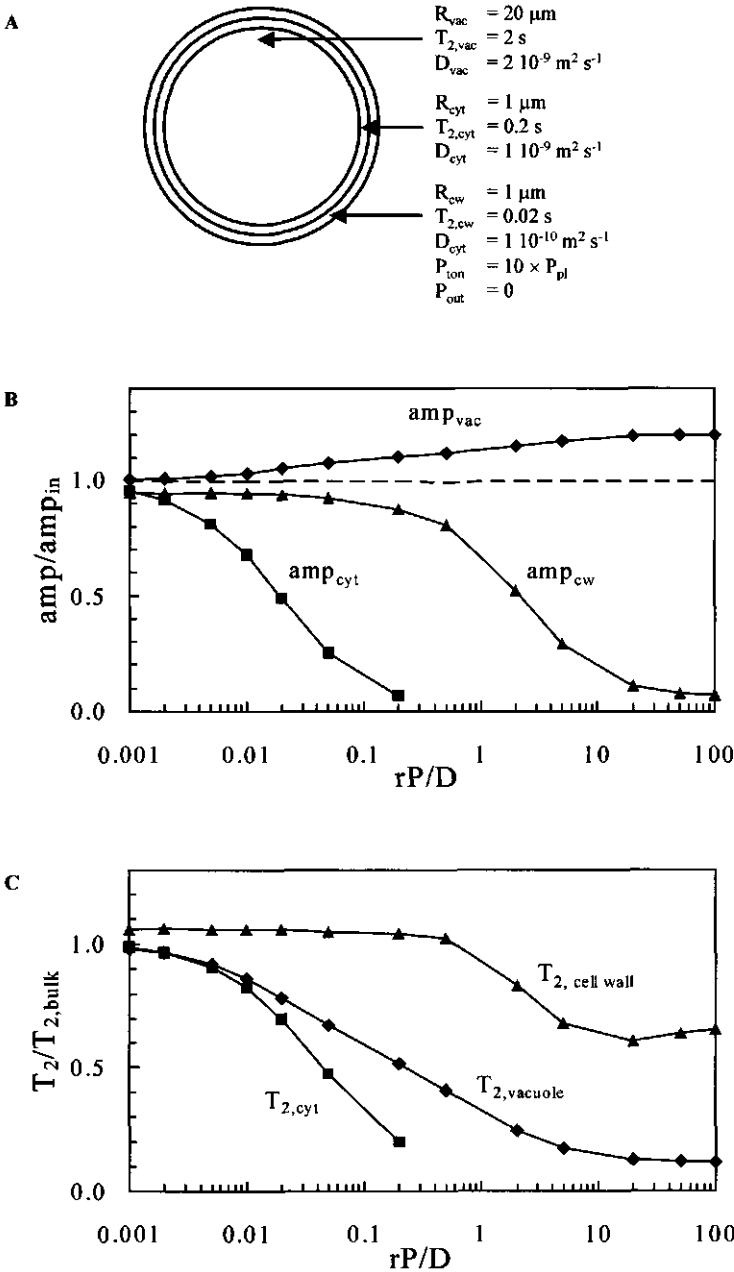 A
R_vac = 20 μm
T_2,vac = 2 s
D_vac = 2 10^-9 m² s^-1
R_cyt = 1 μm
T_2,cyt = 0.2 s
D_cyt = 1 10^-9 m² s^-1
R_cw = 1 μm
T_2,cw = 0.02 s
D_cyt = 1 10^-10 m² s^-1
P_ton = 10 × P_pl
P_out = 0
B
amp/amp_in
1.0
0.5
0.0
amp_vac
amp_cyt
amp_cw
0.001 0.01 0.1 1 10 100
rP/D
C
T_2/T_2,bulk
1.0
0.5
0.0
T_2, cell wall
T_2,cyt
T_2,vacuole
0.001 0.01 0.1 1 10 100
rP/D